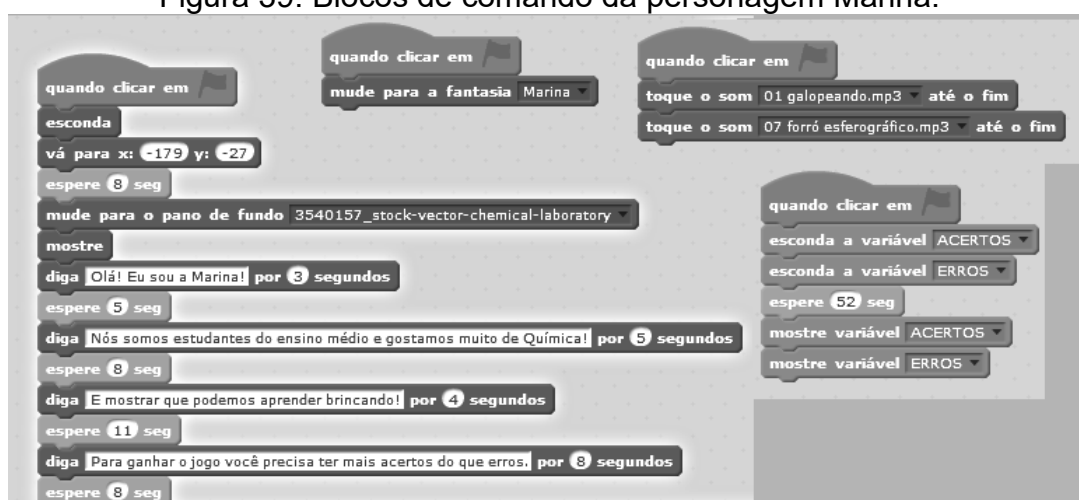 Figura 39. Blocos de comando da personagem Marina.
quando clicar em
esconda
vá para x: -179 y: -27
espere 8 seg
mude para o pano de fundo 3540157_stock-vector-chemical-laboratory
mostre
diga Olá! Eu sou a Marina! por 3 segundos
espere 5 seg
diga Nós somos estudantes do ensino médio e gostamos muito de Química! por 5 segundos
espere 8 seg
diga E mostrar que podemos aprender brincando! por 4 segundos
espere 11 seg
diga Para ganhar o jogo você precisa ter mais acertos do que erros. por 8 segundos
espere 8 seg
quando clicar em
mude para a fantasia Marina
quando clicar em
toque o som 01 galopeando.mp3 até o fim
toque o som 07 forró esferográfico.mp3 até o fim
quando clicar em
esconda a variável ACERTOS
esconda a variável ERROS
espere 52 seg
mostre variável ACERTOS
mostre variável ERROS